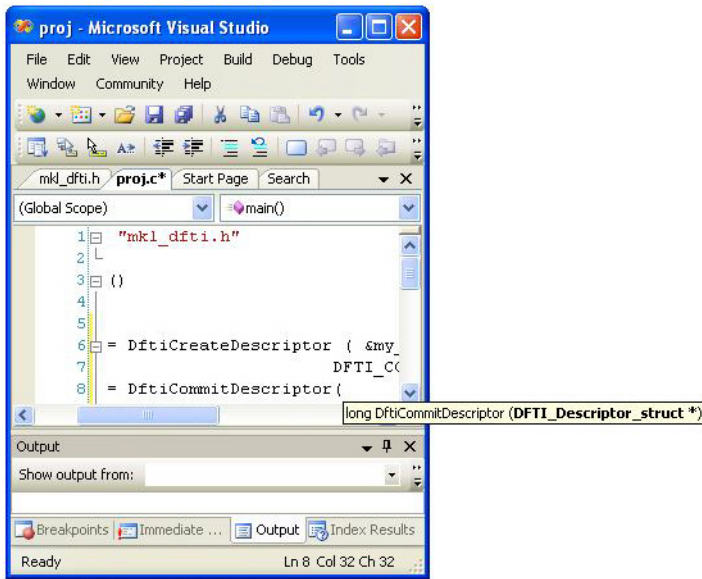 proj - Microsoft Visual Studio
File Edit View Project Build Debug Tools
Window Community Help
mkl_dfti.h proj.c* Start Page Search
(Global Scope) main()
1 "mkl_dfti.h"
2
3 ()
4
5
6 = DftiCreateDescriptor ( &my_
7 DFTI_CO
8 = DftiCommitDescriptor(
long DftiCommitDescriptor (DFTI_Descriptor_struct *)
Output
Show output from:
Breakpoints Immediate ... Output Index Results
Ready Ln 8 Col 32 Ch 32